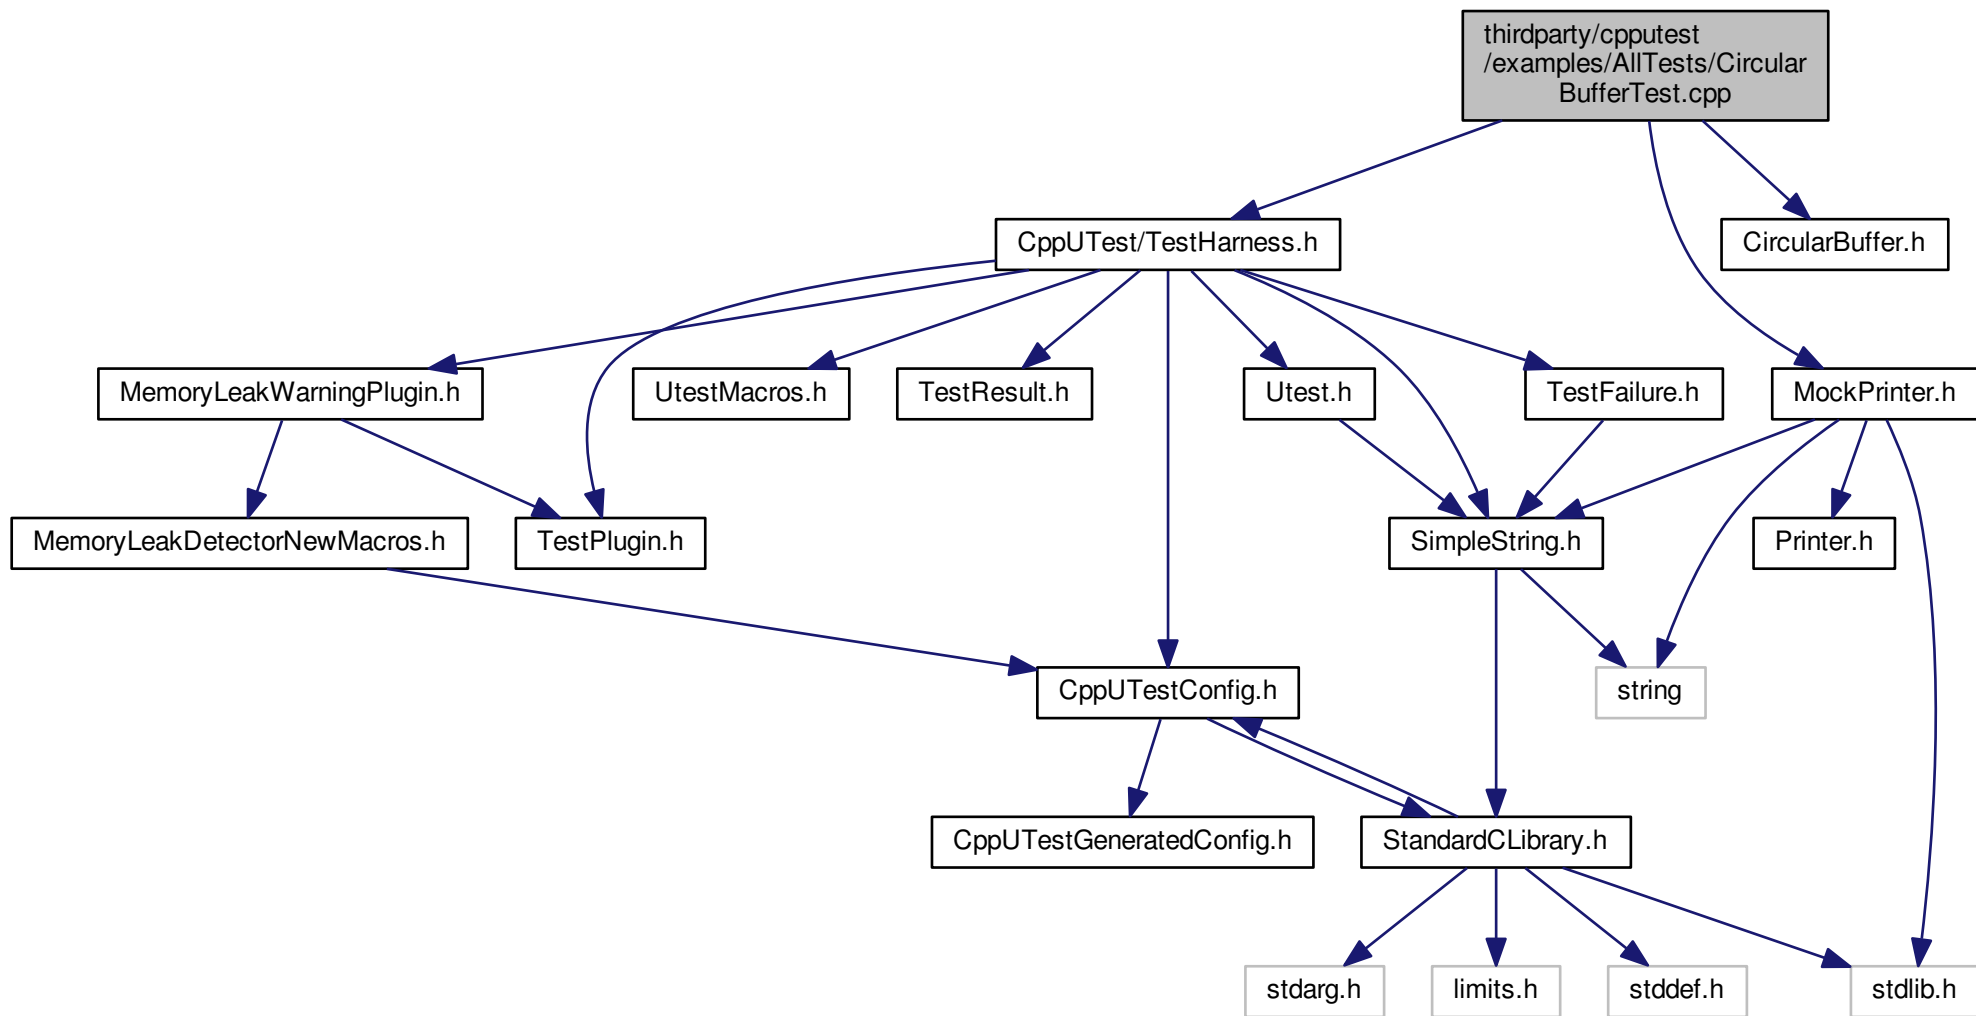 thirdparty/cpputest
/examples/AllTests/Circular
BufferTest.cpp
CppUTest/TestHarness.h
CircularBuffer.h
MemoryLeakWarningPlugin.h
UtestMacros.h
TestResult.h
Utest.h
TestFailure.h
MockPrinter.h
MemoryLeakDetectorNewMacros.h
TestPlugin.h
SimpleString.h
Printer.h
CppUTestConfig.h
string
CppUTestGeneratedConfig.h
StandardCLibrary.h
stdarg.h
limits.h
stddef.h
stdlib.h